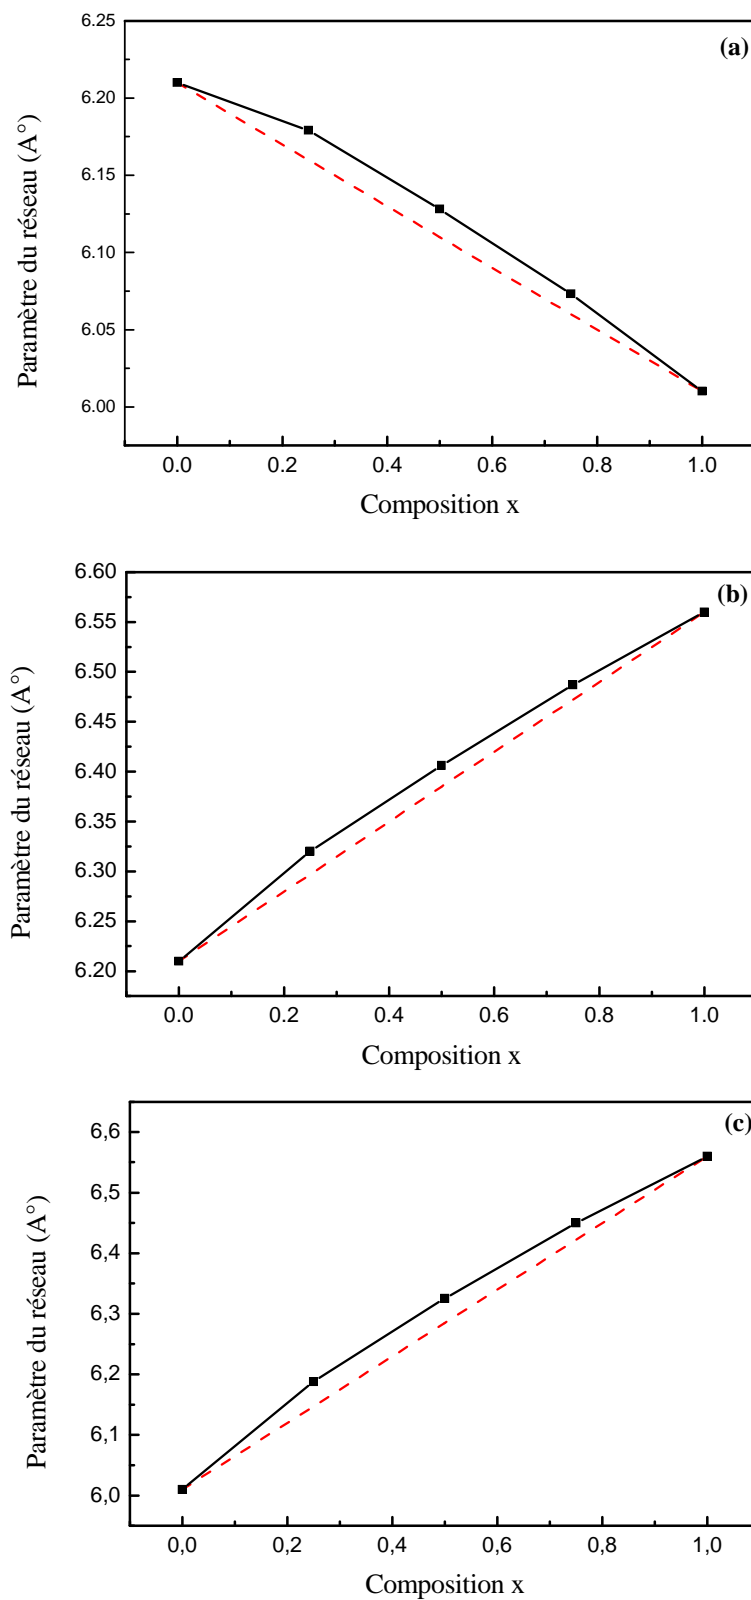 (a)
6.25
6.20
6.15
6.10
6.05
6.00
Paramètre du réseau (A°)
0.0 0.2 0.4 0.6 0.8 1.0
Composition x
(b)
6.60
6.55
6.50
6.45
6.40
6.35
6.30
6.25
6.20
Paramètre du réseau (A°)
0.0 0.2 0.4 0.6 0.8 1.0
Composition x
(c)
6,6
6,5
6,4
6,3
6,2
6,1
6,0
Paramètre du réseau (A°)
0,0 0,2 0,4 0,6 0,8 1,0
Composition x